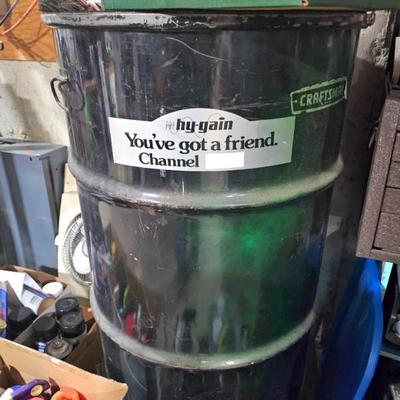 hy-gain
You've got a friend.
Channel
CRAFTSMAN